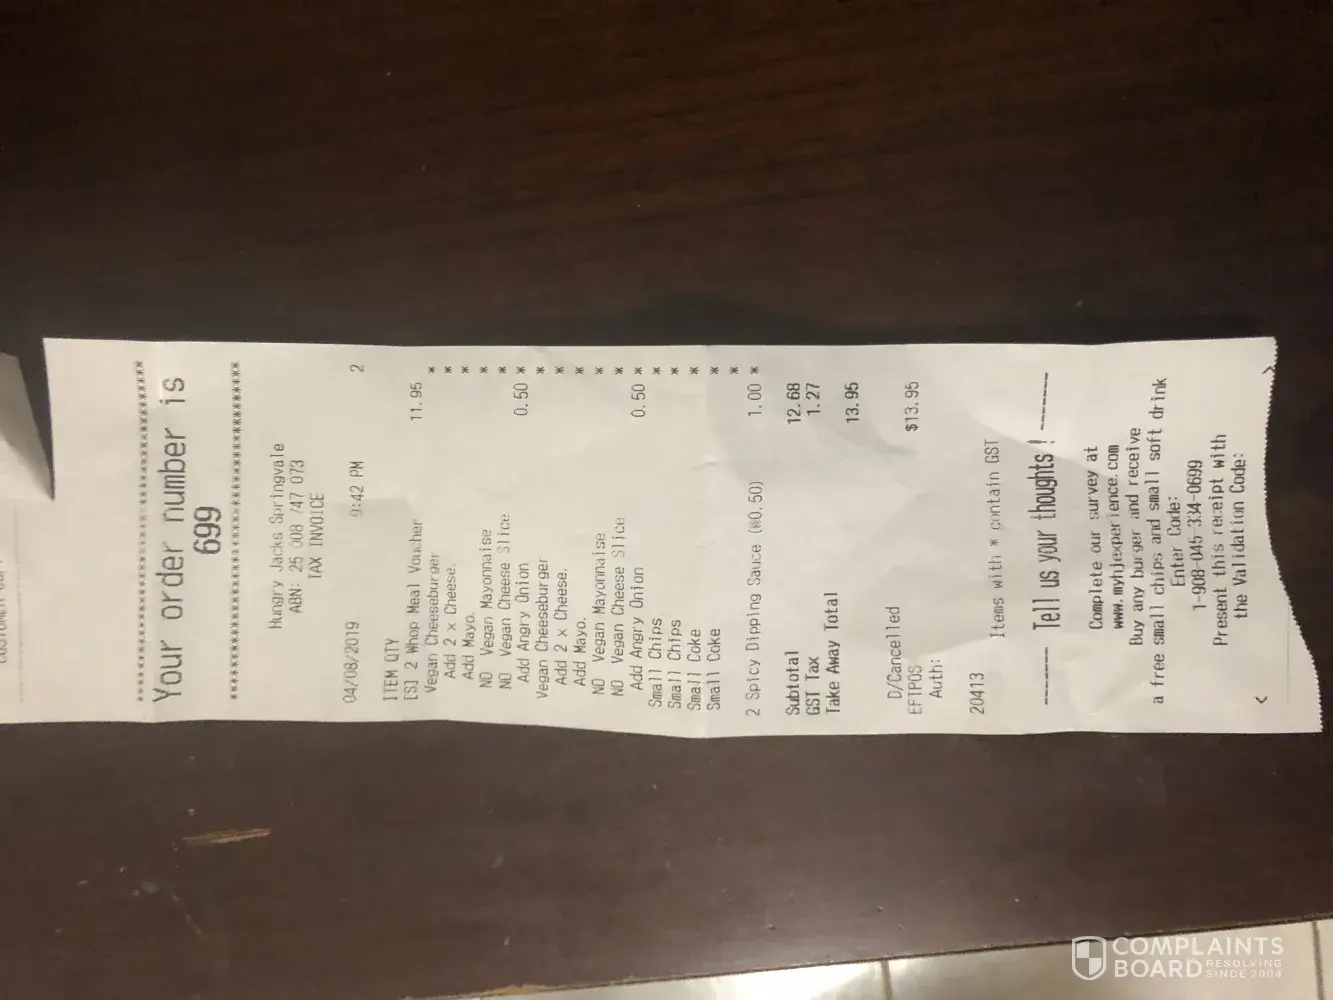 *************************************
Your order number is
699
*************************************
Hungry Jacks Springvale
ABN: 25 008 747 073
TAX INVOICE
04/08/2019 9:42 PM 2
ITEM QTY
[S] 2 Whop Meal Voucher 11.95
Vegan Cheeseburger *
Add 2 x Cheese. *
Add Mayo. *
NO Vegan Mayonnaise *
NO Vegan Cheese Slice *
Add Angry Onion 0.50 *
Vegan Cheeseburger *
Add 2 x Cheese. *
Add Mayo. *
NO Vegan Mayonnaise *
NO Vegan Cheese Slice *
Add Angry Onion 0.50 *
Small Chips *
Small Chips *
Small Coke *
Small Coke *
*
2 Spicy Dipping Sauce (@0.50) 1.00 *
Subtotal 12.68
GST Tax 1.27
Take Away Total 13.95
D/Cancelled
EFTPOS $13.95
Auth:
20413
Items with * contain GST
------ Tell us your thoughts! ------
Complete our survey at
www.myhjexperience.com
Buy any burger and receive
a free small chips and small soft drink
Enter Code:
1-908-045 334-0699
Present this receipt with
the Validation Code:
< >
COMPLAINTS
BOARD RESOLVING
SINCE 2004